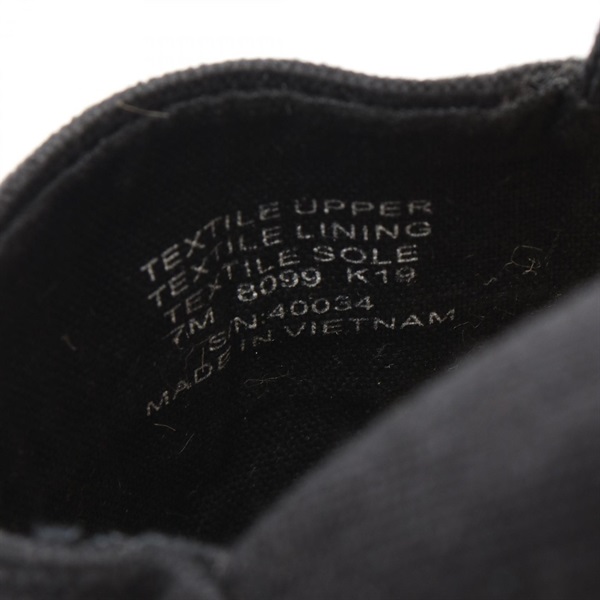 TEXTILE UPPER
TEXTILE LINING
TEXTILE SOLE
7M 8099 K19
S/N:40034
MADE IN VIETNAM